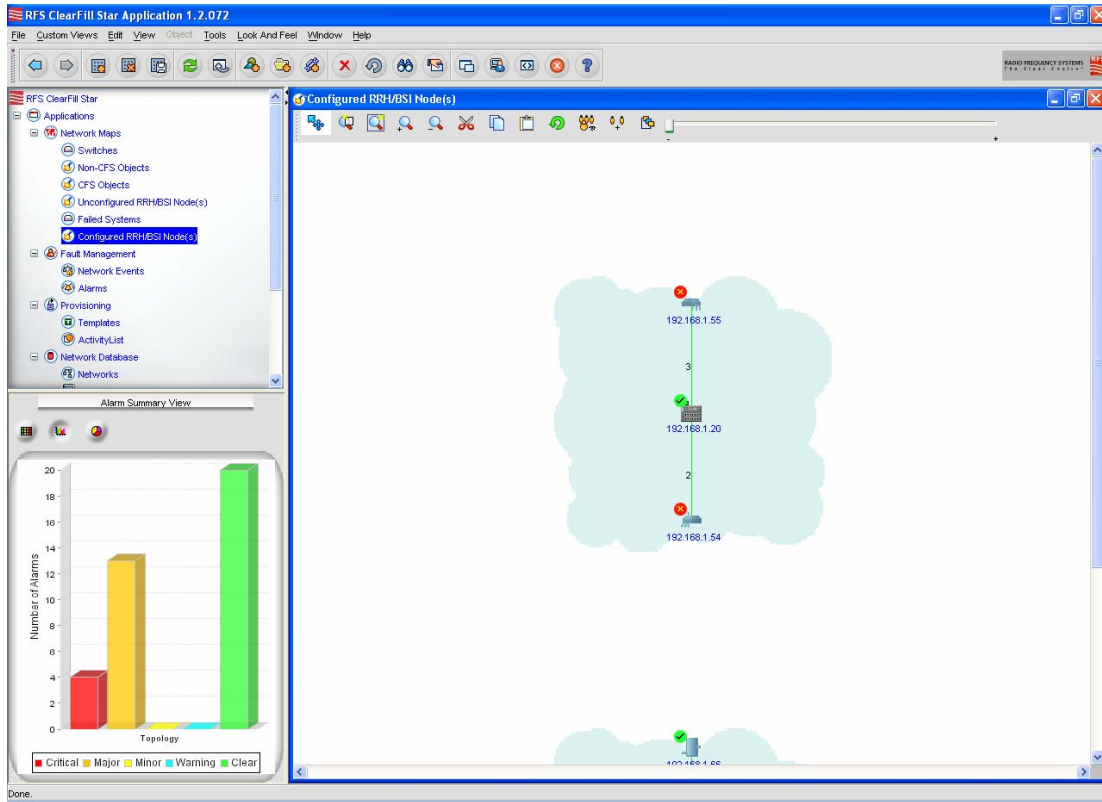 RFS ClearFill Star Application 1.2.072
File Custom Views Edit View Object Tools Look And Feel Window Help
RADIO FREQUENCY SYSTEMS
The Clear Choice
RFS
RFS ClearFill Star
Applications
Network Maps
Switches
Non-CFS Objects
CFS Objects
Unconfigured RRH/BSI Node(s)
Failed Systems
Configured RRH/BSI Node(s)
Fault Management
Network Events
Alarms
Provisioning
Templates
ActivityList
Network Database
Networks
Alarm Summary View
20
18
16
14
12
10
8
6
4
2
0
Number of Alarms
Topology
Critical Major Minor Warning Clear
Configured RRH/BSI Node(s)
- +
192.168.1.55
3
192.168.1.20
2
192.168.1.54
Done.